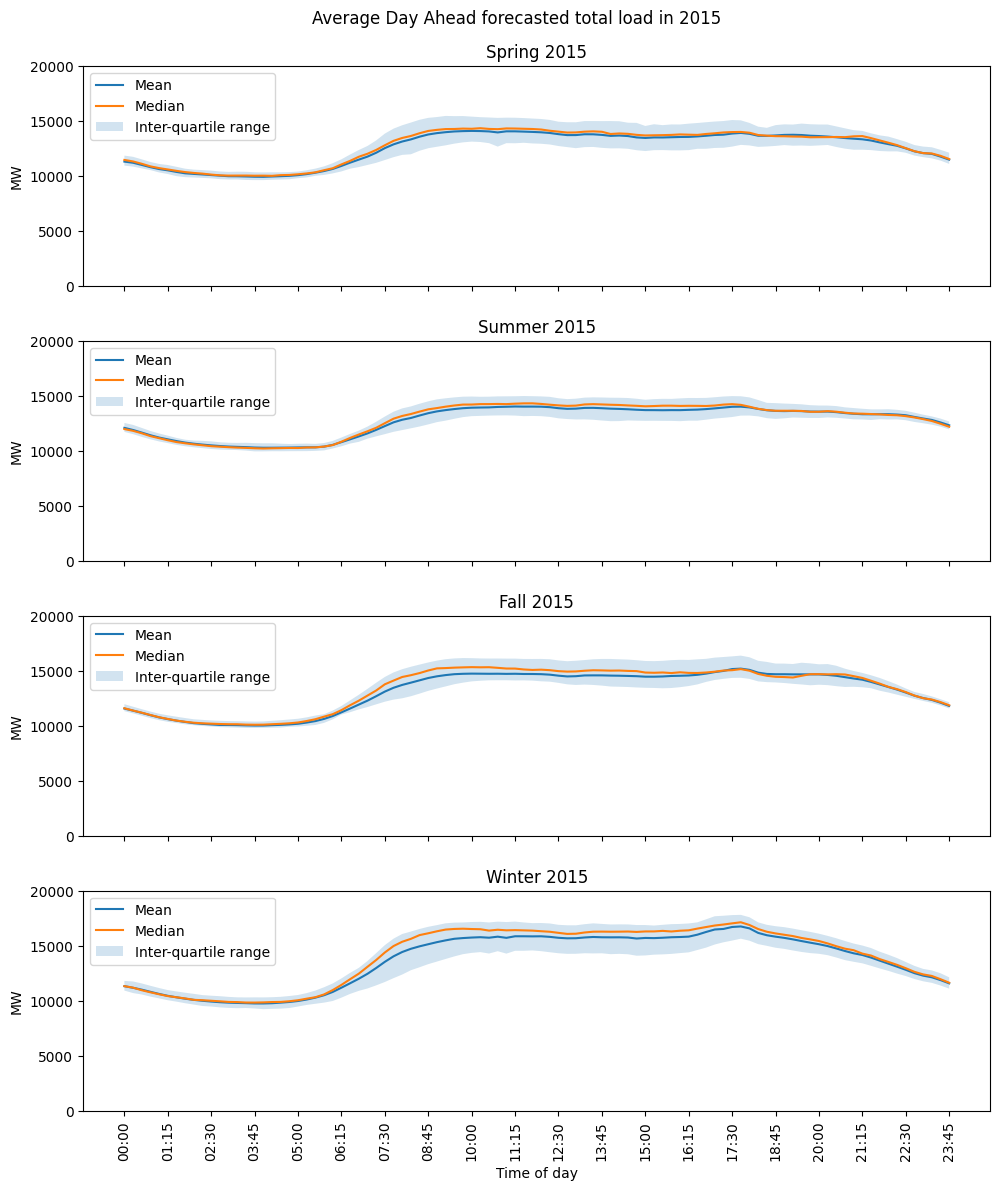 Average Day Ahead forecasted total load in 2015
Spring 2015
20000
15000
10000
5000
0
MW
Mean
Median
Inter-quartile range
Summer 2015
20000
15000
10000
5000
0
MW
Mean
Median
Inter-quartile range
Fall 2015
20000
15000
10000
5000
0
MW
Mean
Median
Inter-quartile range
Winter 2015
20000
15000
10000
5000
0
MW
Mean
Median
Inter-quartile range
00:00
01:15
02:30
03:45
05:00
06:15
07:30
08:45
10:00
11:15
12:30
13:45
15:00
16:15
17:30
18:45
20:00
21:15
22:30
23:45
Time of day